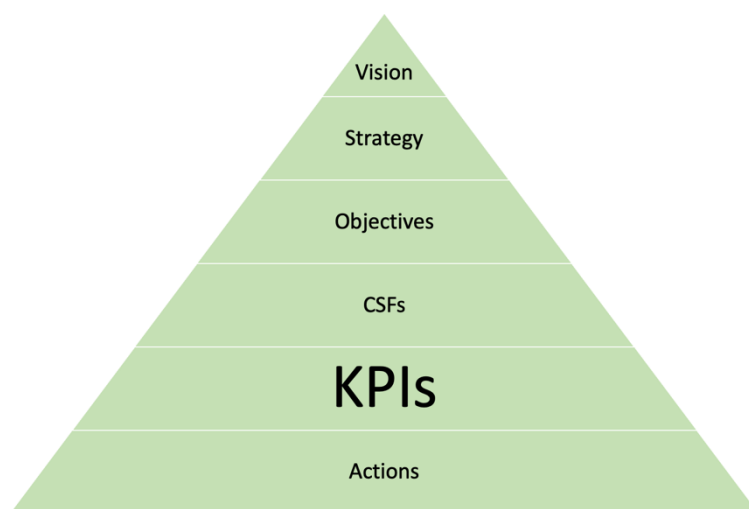 Vision
Strategy
Objectives
CSFs
KPIs
Actions